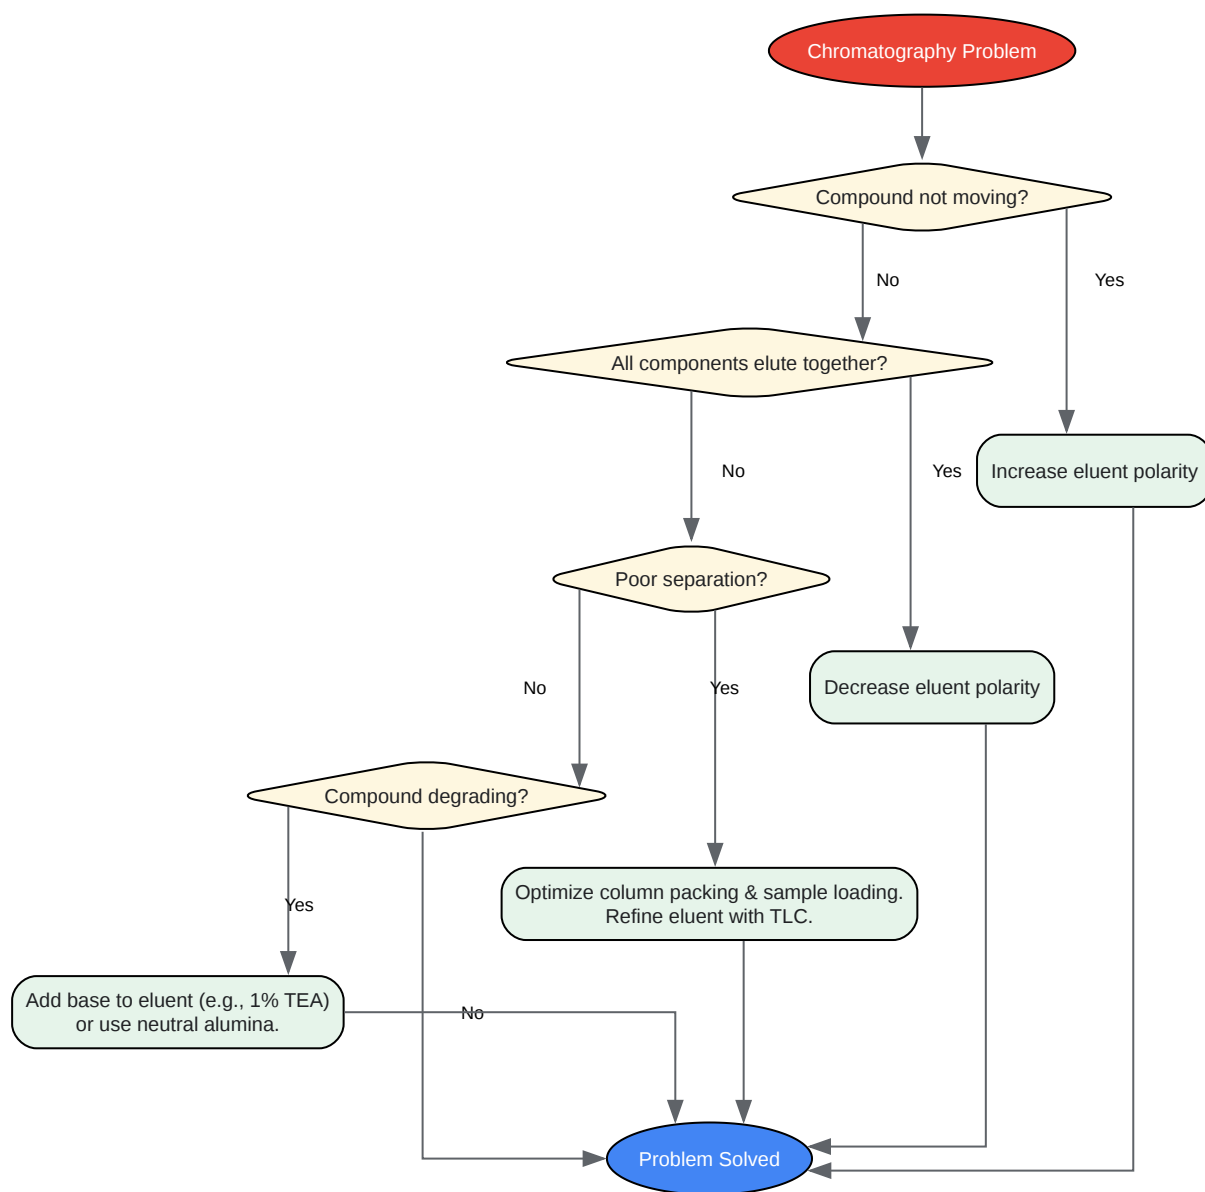 Chromatography Problem
Compound not moving?
No
Yes
All components elute together?
No
Yes
Increase eluent polarity
Poor separation?
No
Yes
Decrease eluent polarity
Compound degrading?
Yes
Optimize column packing & sample loading.
Refine eluent with TLC.
Add base to eluent (e.g., 1% TEA)
or use neutral alumina.
No
Problem Solved